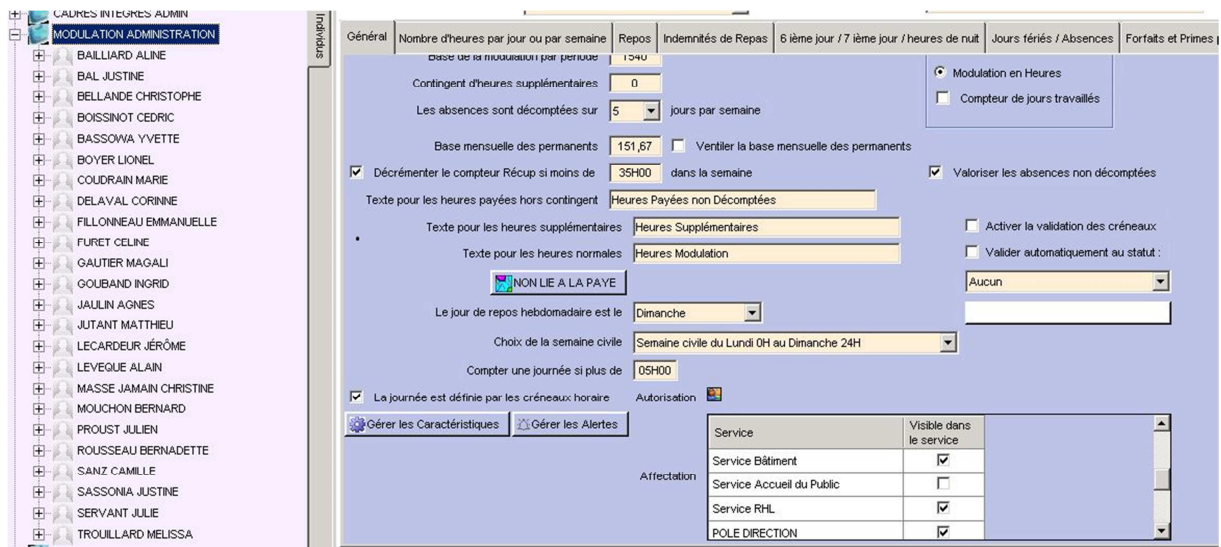 CADRES INTEGRES ADMIN
MODULATION ADMINISTRATION
BAILLIARD ALINE
BAL JUSTINE
BELLANDE CHRISTOPHE
BOISSINOT CEDRIC
BASSOWA YVETTE
BOYER LIONEL
COUDRAIN MARIE
DELAVAL CORINNE
FILLONNEAU EMMANUELLE
FURET CELINE
GAUTIER MAGALI
GOUBAND INGRID
JAULIN AGNES
JUTANT MATTHIEU
LECARDEUR JÉRÔME
LEVEQUE ALAIN
MASSE JAMAIN CHRISTINE
MOUCHON BERNARD
PROUST JULIEN
ROUSSEAU BERNADETTE
SANZ CAMILLE
SASSONIA JUSTINE
SERVANT JULIE
TROUILLARD MELISSA
Individus
Général Nombre d'heures par jour ou par semaine Repos Indemnités de Repas 6 ième jour / 7 ième jour / heures de nuit Jours fériés / Absences Forfaits et Primes p
Base de la modulation par période 1540
Contingent d'heures supplémentaires 0
Les absences sont décomptées sur 5 jours par semaine
Modulation en Heures
Compteur de jours travaillés
Base mensuelle des permanents 151,67 Ventiler la base mensuelle des permanents
Décrémenter le compteur Récup si moins de 35H00 dans la semaine Valoriser les absences non décomptées
Texte pour les heures payées hors contingent Heures Payées non Décomptées
Texte pour les heures supplémentaires Heures Supplémentaires Activer la validation des créneaux
Texte pour les heures normales Heures Modulation Valider automatiquement au statut :
NON LIE A LA PAYE Aucun
Le jour de repos hebdomadaire est le Dimanche
Choix de la semaine civile Semaine civile du Lundi 0H au Dimanche 24H
Compter une journée si plus de 05H00
La journée est définie par les créneaux horaire Autorisation
Gérer les Caractéristiques Gérer les Alertes
Affectation
Service Visible dans
le service
Service Bâtiment
Service Accueil du Public
Service RHL
POLE DIRECTION